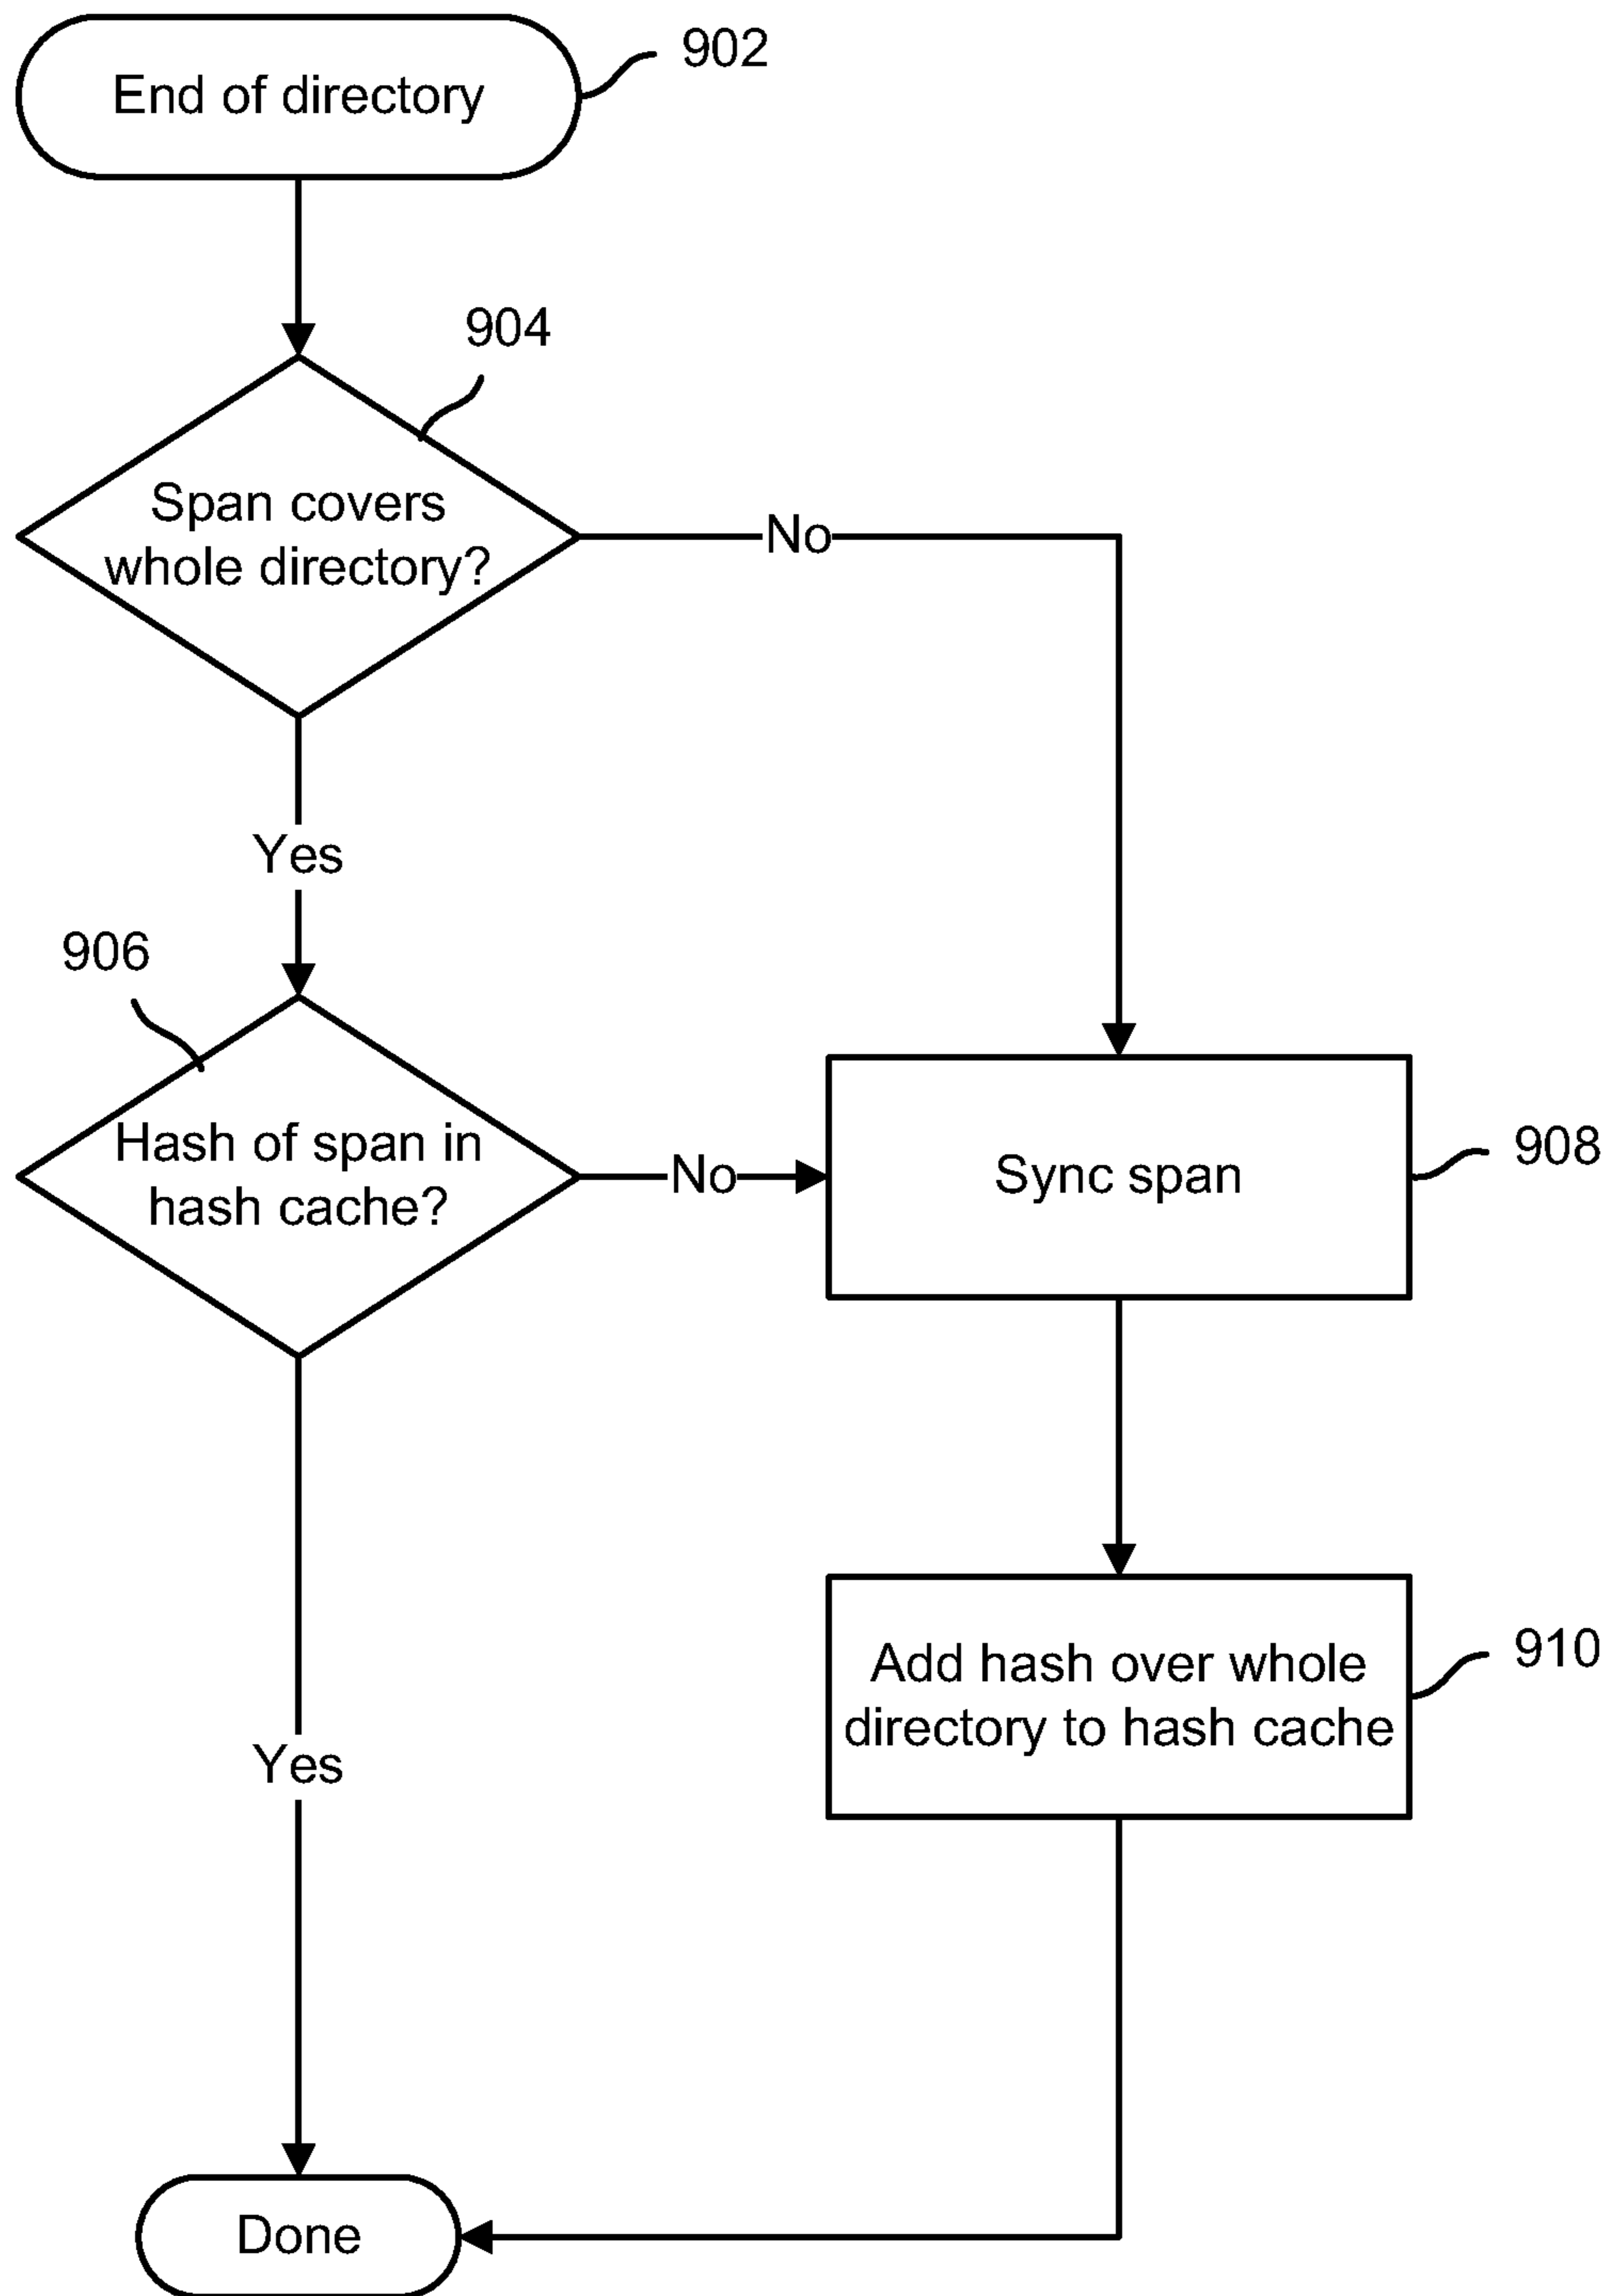 End of directory
902
904
Span covers
whole directory?
No
Yes
906
Hash of span in
hash cache?
No
Sync span
908
Add hash over whole
directory to hash cache
910
Yes
Done